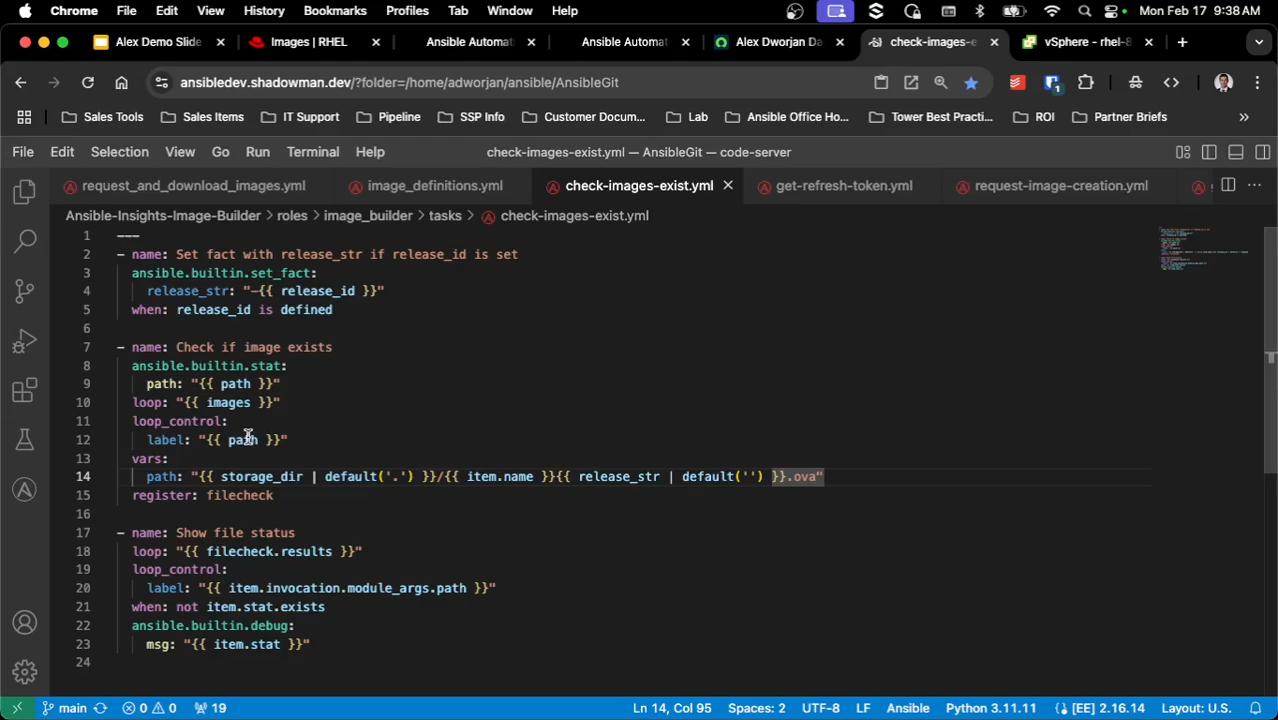 Chrome File Edit View History Bookmarks Profiles Tab Window Help Mon Feb 17 9:38 AM
Alex Demo Slide Images | RHEL Ansible Automat Ansible Automat Alex Dworjan Da check-images-e vSphere - rhel-8
ansibledev.shadowman.dev/?folder=/home/adworjan/ansible/AnsibleGit
Sales Tools Sales Items IT Support Pipeline SSP Info Customer Docum... Lab Ansible Office Ho... Tower Best Practi... ROI Partner Briefs
File Edit Selection View Go Run Terminal Help check-images-exist.yml — AnsibleGit — code-server
request_and_download_images.yml image_definitions.yml check-images-exist.yml get-refresh-token.yml request-image-creation.yml
Ansible-Insights-Image-Builder > roles > image_builder > tasks > check-images-exist.yml
1 ---
2 - name: Set fact with release_str if release_id is set
3 ansible.builtin.set_fact:
4 release_str: "-{{ release_id }}"
5 when: release_id is defined
6
7 - name: Check if image exists
8 ansible.builtin.stat:
9 path: "{{ path }}"
10 loop: "{{ images }}"
11 loop_control:
12 label: "{{ path }}"
13 vars:
14 path: "{{ storage_dir | default('.') }}/{{ item.name }}{{ release_str | default('') }}.ova"
15 register: filecheck
16
17 - name: Show file status
18 loop: "{{ filecheck.results }}"
19 loop_control:
20 label: "{{ item.invocation.module_args.path }}"
21 when: not item.stat.exists
22 ansible.builtin.debug:
23 msg: "{{ item.stat }}"
24
main 0 0 19 Ln 14, Col 95 Spaces: 2 UTF-8 LF Ansible Python 3.11.11 [EE] 2.16.14 Layout: U.S.